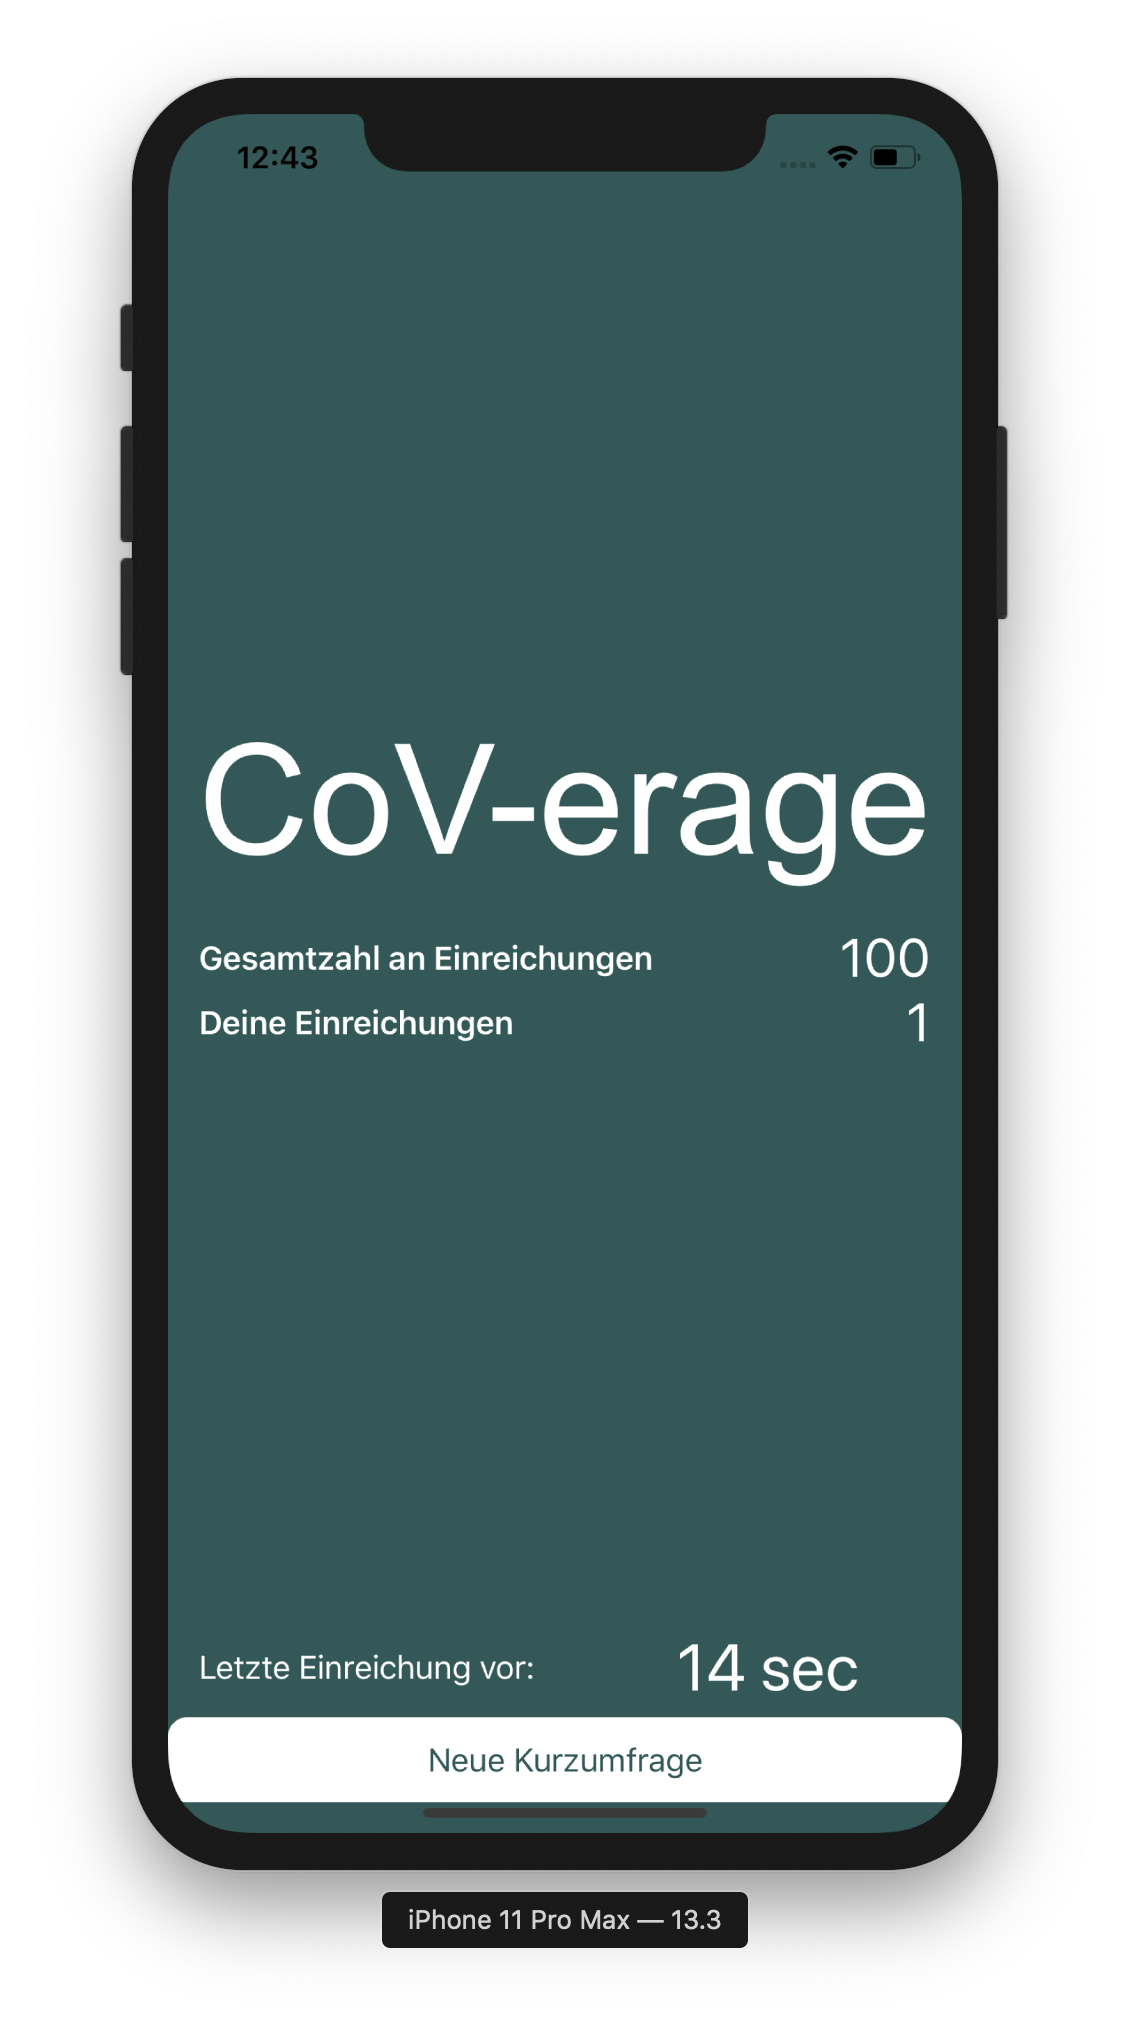 12:43
CoV-erage
Gesamtzahl an Einreichungen 100
Deine Einreichungen 1
Letzte Einreichung vor: 14 sec
Neue Kurzumfrage
iPhone 11 Pro Max — 13.3